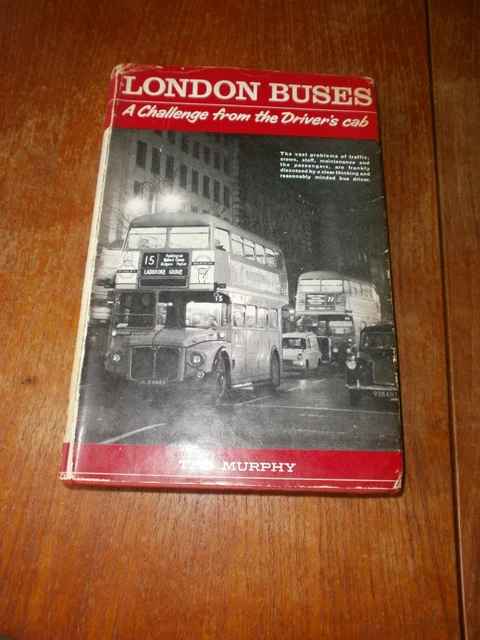 LONDON BUSES
A Challenge from the Driver's cab
The vast problems of traffic,
crews, staff, maintenance and
the passengers, are frankly
discussed by a clear thinking and
reasonably minded bus driver.
15
LADBROKE GROVE
15
MURPHY